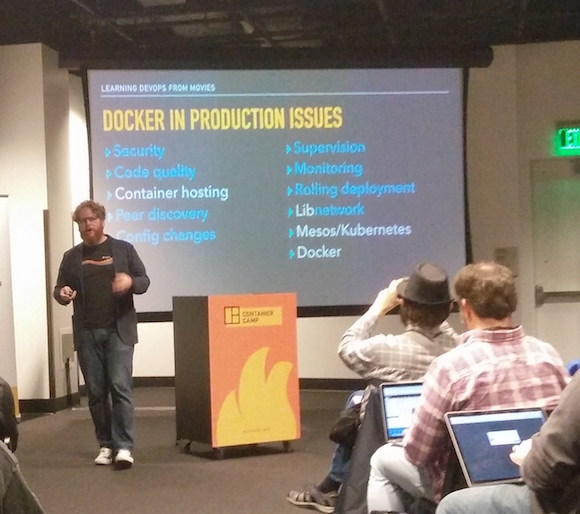 LEARNING DEVOPS FROM MOVIES
DOCKER IN PRODUCTION ISSUES
Security
Code quality
Container hosting
Peer discovery
Config changes
Supervision
Monitoring
Rolling deployment
Libnetwork
Mesos/Kubernetes
Docker
CONTAINER
CAMP